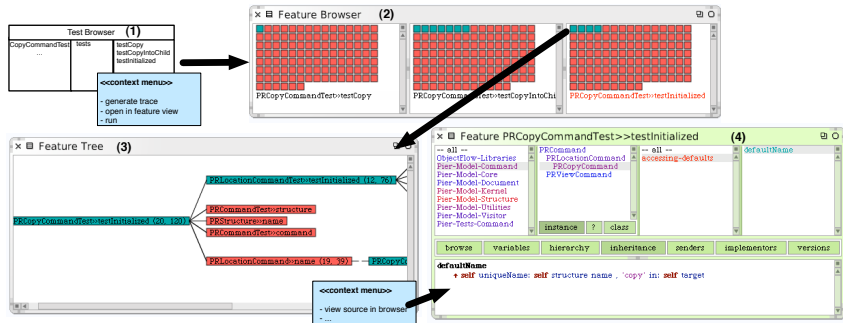 Test Browser (1)
CopyCommandTest
...
tests
testCopy
testCopyIntoChild
testInitialized
<<context menu>>
- generate trace
- open in feature view
- run
Feature Browser (2)
PRCopyCommandTest>>testCopy
PRCopyCommandTest>>testCopyIntoChi
PRCopyCommandTest>>testInitialized
Feature Tree (3)
PRLocationCommandTest>>testInitialized (12, 76)
PRCommandTest>>structure
PRCopyCommandTest>>testInitialized (20, 120)
PRStructure>>name
PRCommandTest>>command
PRLocationCommand>>name (19, 39)
PRCopyC
<<context menu>>
- view source in browser
- ...
Feature PRCopyCommandTest>>testInitialized (4)
-- all --
ObjectFlow-Libraries
Pier-Model-Command
Pier-Model-Core
Pier-Model-Document
Pier-Model-Kernel
Pier-Model-Structure
Pier-Model-Utilities
Pier-Model-Visitor
Pier-Tests-Command
PRCommand
PRLocationCommand
PRCopyCommand
PRViewCommand
instance ? class
-- all --
accessing-defaults
defaultName
browse variables hierarchy inheritance senders implementors versions
defaultName
↑ self uniqueName: self structure name , 'copy' in: self target